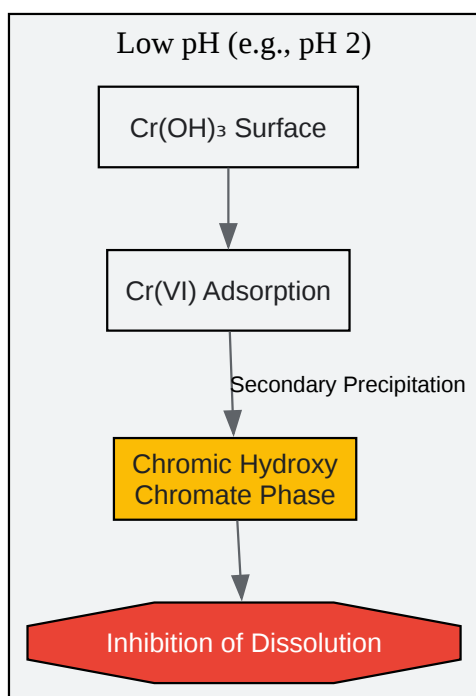 Low pH (e.g., pH 2)
Cr(OH)₃ Surface
Cr(VI) Adsorption
Secondary Precipitation
Chromic Hydroxy
Chromate Phase
Inhibition of Dissolution